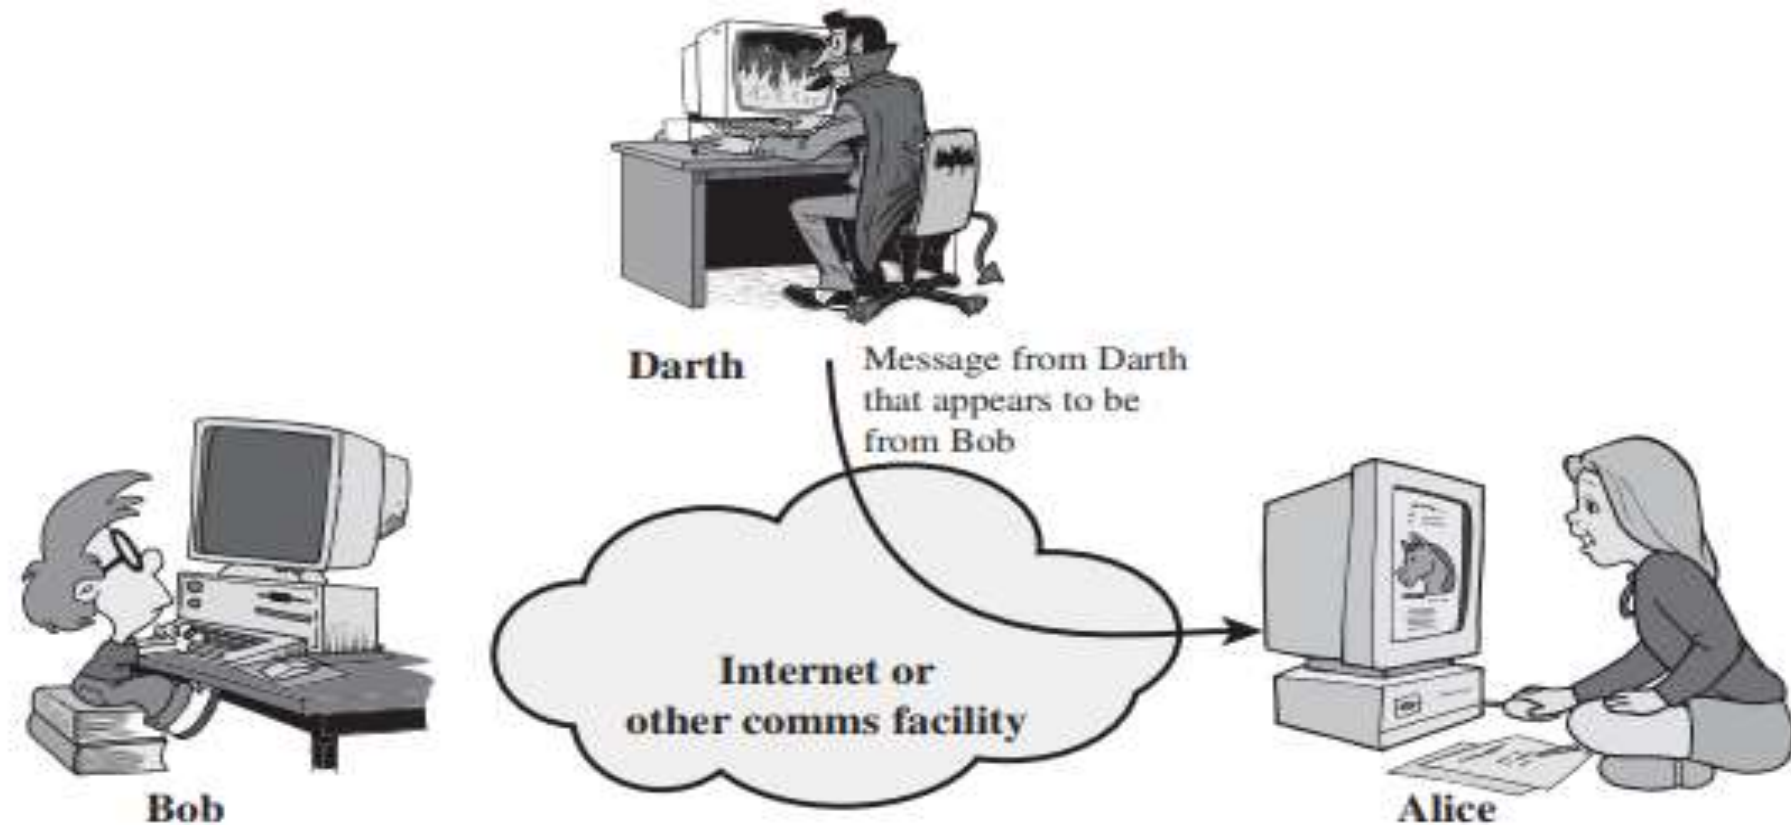 Darth
Message from Darth
that appears to be
from Bob
Internet or
other comms facility
Bob
Alice